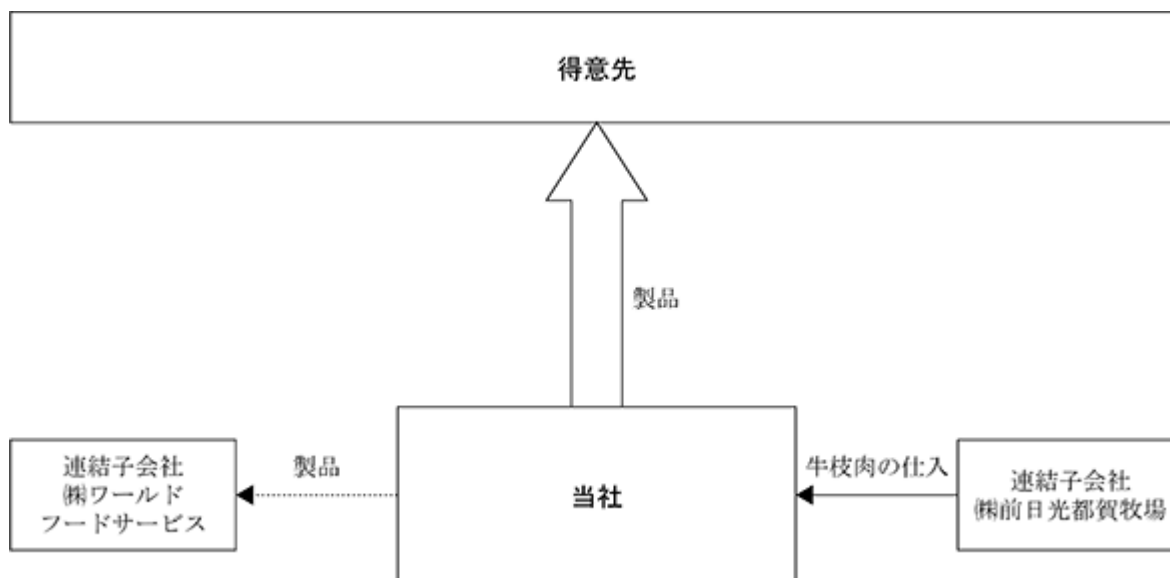 得意先
製品
連結子会社
㈱ワールド
フードサービス
製品
当社
牛枝肉の仕入
連結子会社
㈱前日光都賀牧場